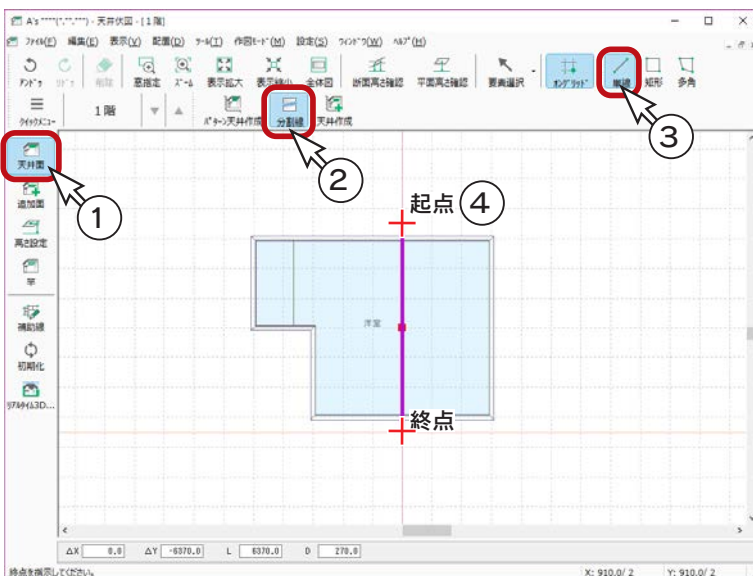 A's ****(*.**.***) - 天井伏図 - [1 階]
ファイル(F) 編集(E) 表示(V) 配置(D) ツール(T) 作図モード(M) 設定(S) ウィンドウ(W) ヘルプ(H)
アンドゥ リドゥ 削除 窓指定 ズーム 表示拡大 表示縮小 全体図 断面高さ確認 平面高さ確認 要素選択 オングリッド 単線 矩形 多角
クイックメニュー 1階 パターン天井作成 分割線 天井作成
③
②
天井面
①
追加面
高さ設定
竿
補助線
初期化
リアルタイム3D...
起点 ④
洋室
終点
ΔX 0.0 ΔY -6370.0 L 6370.0 D 270.0
終点を指示してください。 X: 910.0/ 2 Y: 910.0/ 2